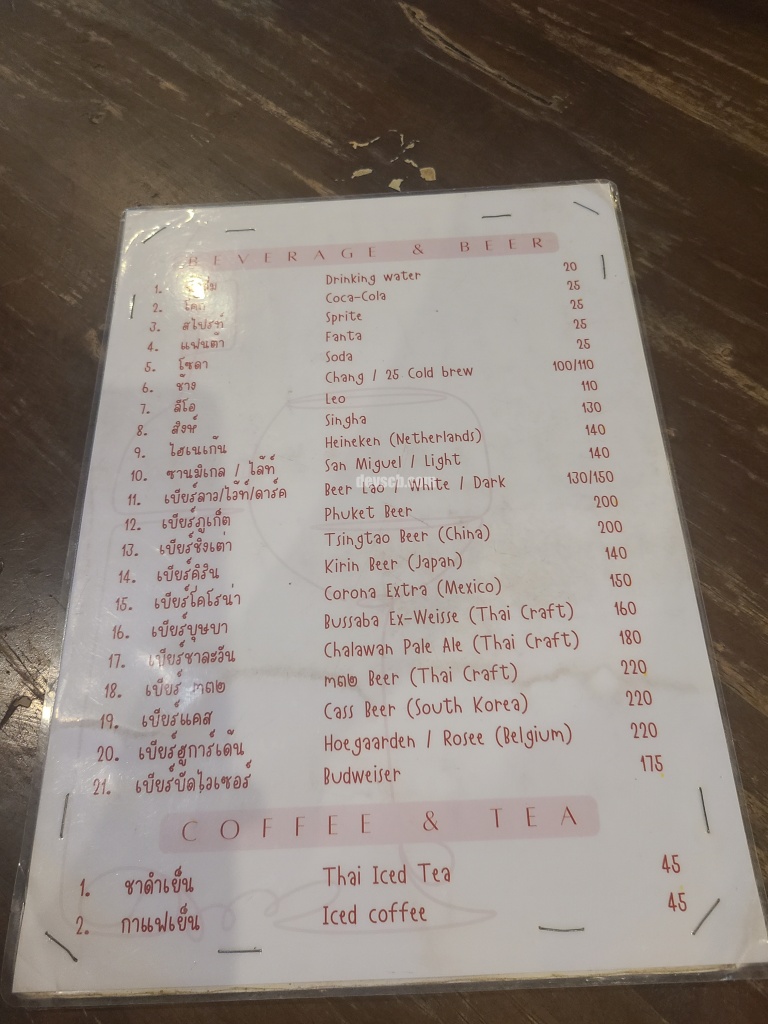 BEVERAGE & BEER
1. Drinking water 20
2. Coca-Cola 25
3. สไปรท์ Sprite 25
4. แฟนต้า Fanta 25
5. โซดา Soda 25
6. ช้าง Chang / 25 Cold brew 100/110
7. ลีโอ Leo 110
8. สิงห์ Singha 130
9. ไฮเนเก้น Heineken (Netherlands) 140
10. ซานมิเกล / ไล้ท์ San Miguel / Light 140
11. เบียร์ลาว/ไว้ท์/ดาร์ค Beer Lao / White / Dark 130/150
12. เบียร์ภูเก็ต Phuket Beer 200
13. เบียร์ชิงเต่า Tsingtao Beer (China) 200
14. เบียร์คิริน Kirin Beer (Japan) 140
15. เบียร์โคโรน่า Corona Extra (Mexico) 150
16. เบียร์บุษบา Bussaba Ex-Weisse (Thai Craft) 160
17. เบียร์ชาละวัน Chalawan Pale Ale (Thai Craft) 180
18. เบียร์ ๓๓๒ ๓๓๒ Beer (Thai Craft) 220
19. เบียร์แคส Cass Beer (South Korea) 220
20. เบียร์ฮูการ์เด้น Hoegaarden / Rosee (Belgium) 220
21. เบียร์บัดไวเซอร์ Budweiser 175
COFFEE & TEA
1. ชาดำเย็น Thai Iced Tea 45
2. กาแฟเย็น Iced coffee 45